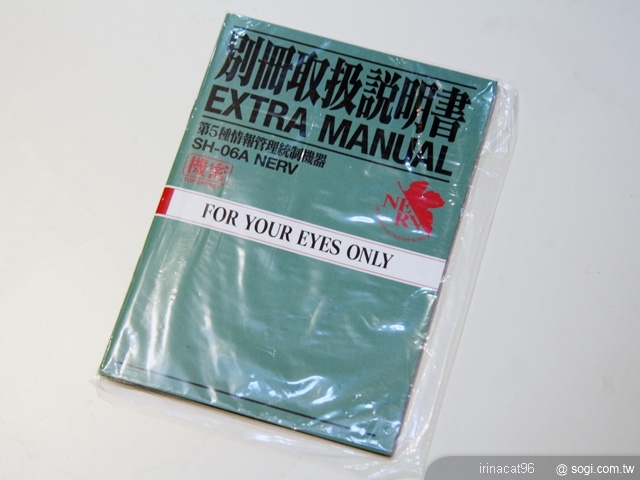 別冊取扱説明書
EXTRA MANUAL
第5種情報管理統制機器
SH-06A NERV
機密
NERV
FOR YOUR EYES ONLY
irinacat96 @ sogi.com.tw